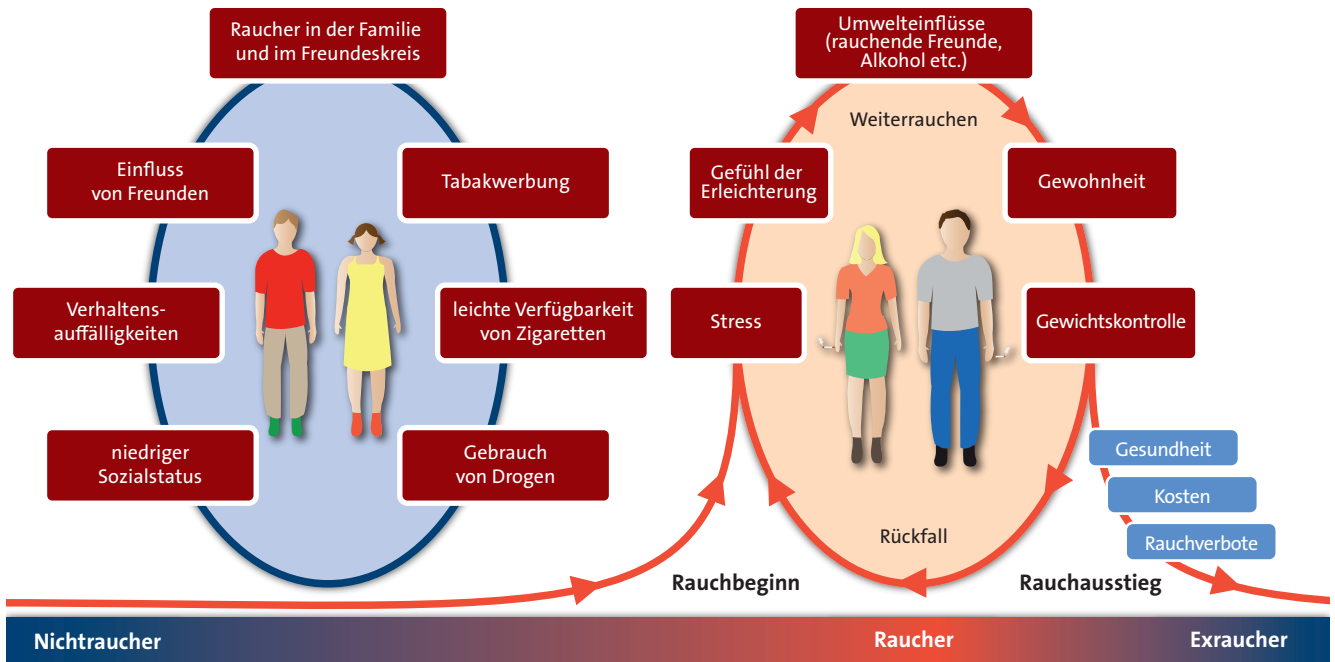 Raucher in der Familie
und im Freundeskreis
Einfluss
von Freunden
Tabakwerbung
Verhaltens-
auffälligkeiten
leichte Verfügbarkeit
von Zigaretten
niedriger
Sozialstatus
Gebrauch
von Drogen
Umwelteinflüsse
(rauchende Freunde,
Alkohol etc.)
Weiterrauchen
Gefühl der
Erleichterung
Gewohnheit
Stress
Gewichtskontrolle
Gesundheit
Kosten
Rauchverbote
Rückfall
Rauchbeginn
Rauchausstieg
Nichtraucher
Raucher
Exraucher